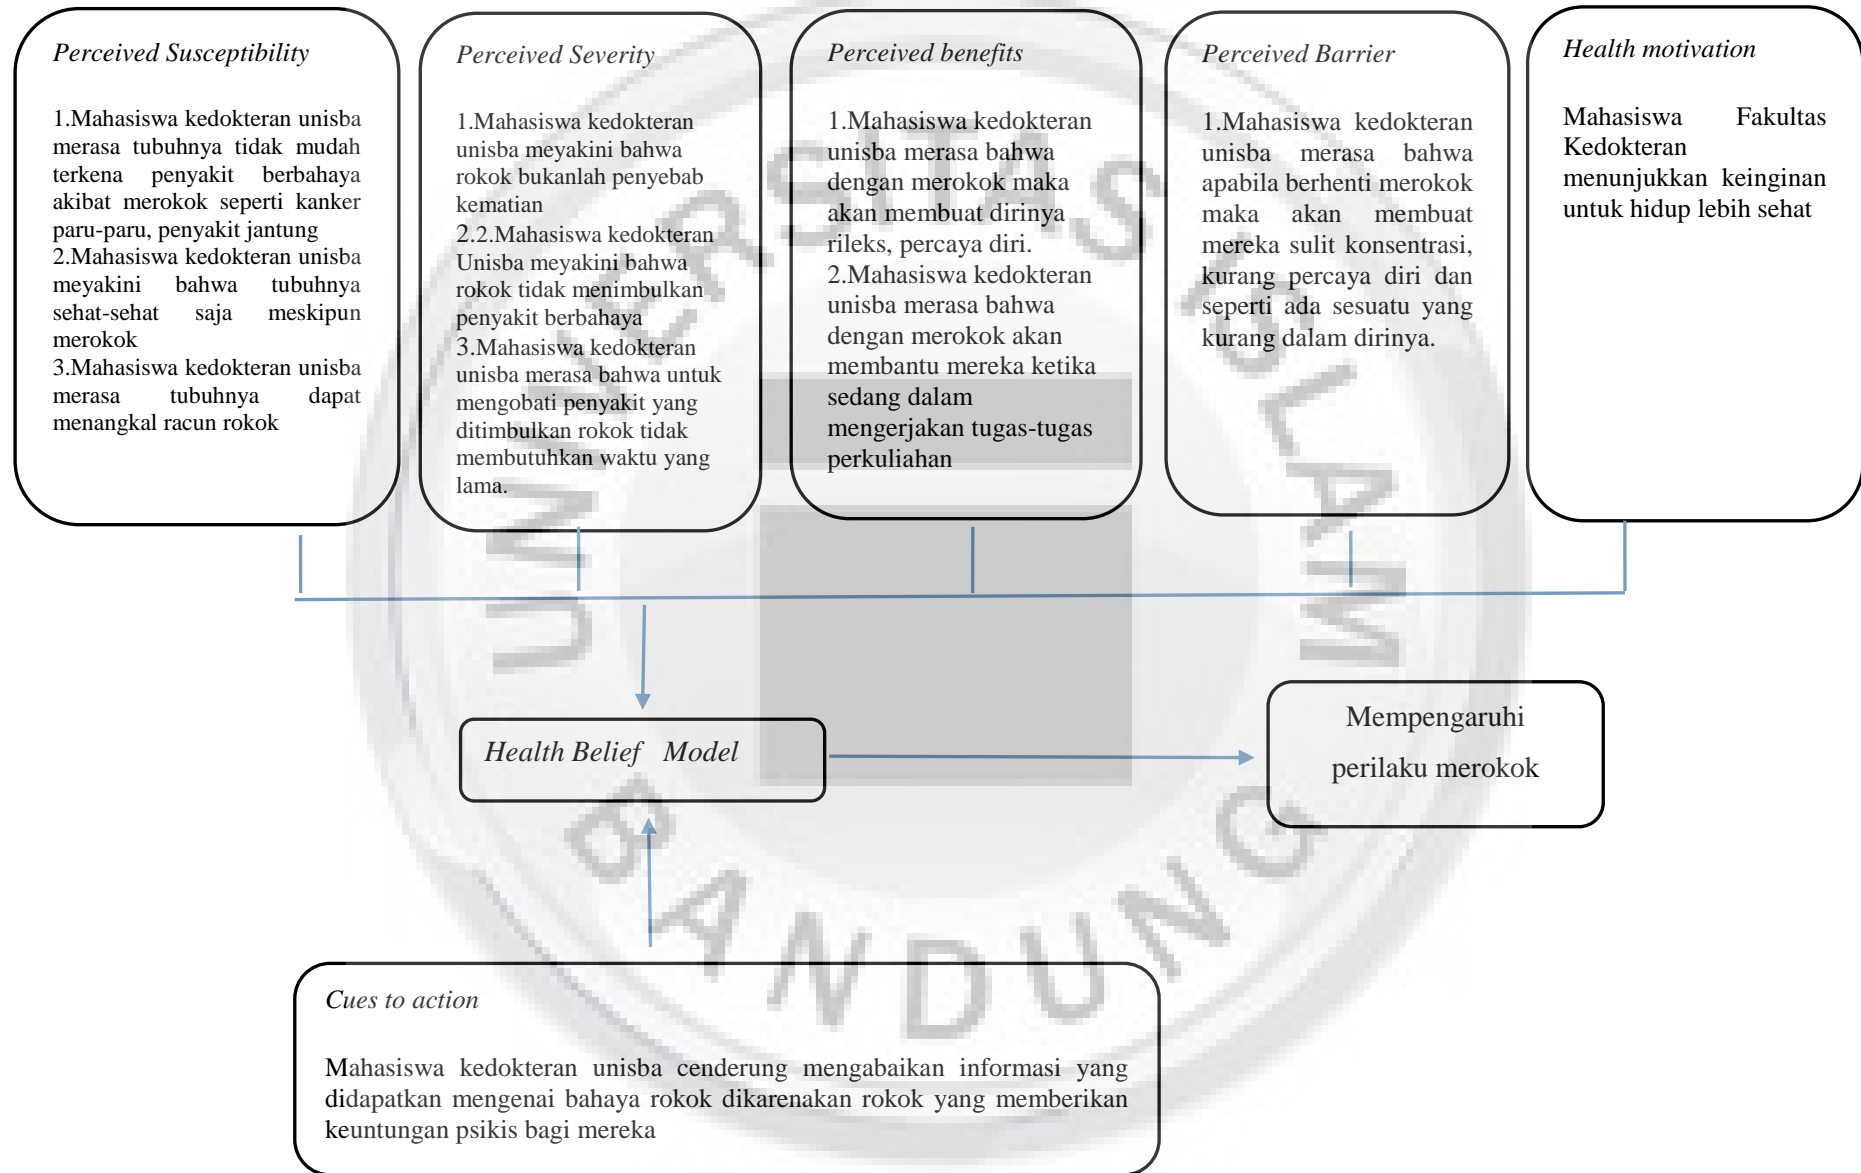 Perceived Susceptibility
1.Mahasiswa kedokteran unisba
merasa tubuhnya tidak mudah
terkena penyakit berbahaya
akibat merokok seperti kanker
paru-paru, penyakit jantung
2.Mahasiswa kedokteran unisba
meyakini bahwa tubuhnya
sehat-sehat saja meskipun
merokok
3.Mahasiswa kedokteran unisba
merasa tubuhnya dapat
menangkal racun rokok
Perceived Severity
1.Mahasiswa kedokteran
unisba meyakini bahwa
rokok bukanlah penyebab
kematian
2.2.Mahasiswa kedokteran
Unisba meyakini bahwa
rokok tidak menimbulkan
penyakit berbahaya
3.Mahasiswa kedokteran
unisba merasa bahwa untuk
mengobati penyakit yang
ditimbulkan rokok tidak
membutuhkan waktu yang
lama.
Perceived benefits
1.Mahasiswa kedokteran
unisba merasa bahwa
dengan merokok maka
akan membuat dirinya
rileks, percaya diri.
2.Mahasiswa kedokteran
unisba merasa bahwa
dengan merokok akan
membantu mereka ketika
sedang dalam
mengerjakan tugas-tugas
perkuliahan
Perceived Barrier
1.Mahasiswa kedokteran
unisba merasa bahwa
apabila berhenti merokok
maka akan membuat
mereka sulit konsentrasi,
kurang percaya diri dan
seperti ada sesuatu yang
kurang dalam dirinya.
Health motivation
Mahasiswa Fakultas
Kedokteran
menunjukkan keinginan
untuk hidup lebih sehat
Health Belief Model
Mempengaruhi
perilaku merokok
Cues to action
Mahasiswa kedokteran unisba cenderung mengabaikan informasi yang
didapatkan mengenai bahaya rokok dikarenakan rokok yang memberikan
keuntungan psikis bagi mereka
UNIVERSITAS ISLAM
BANDUNG